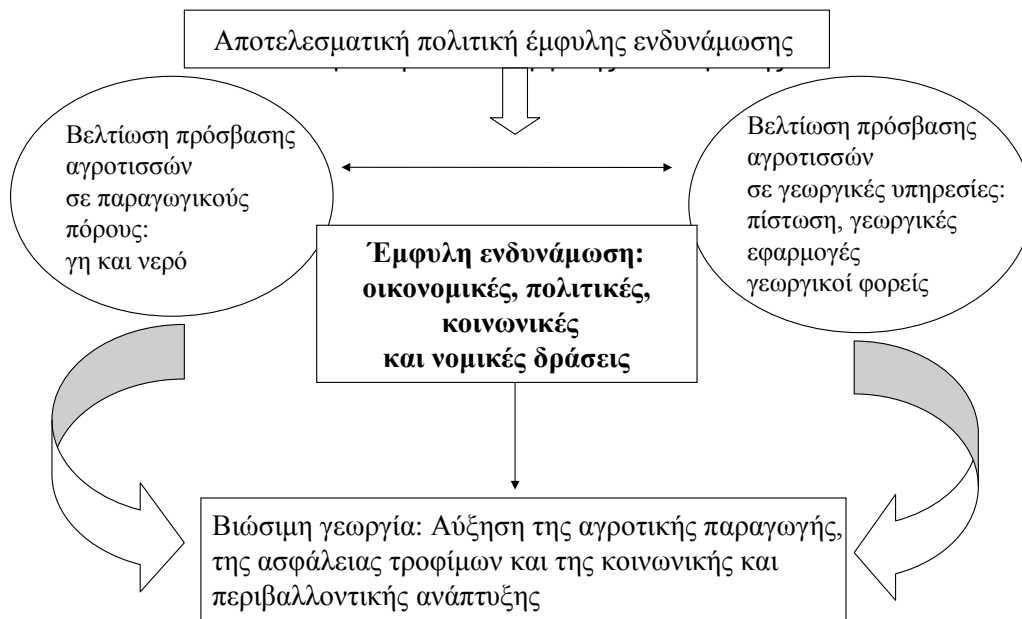 Αποτελεσματική πολιτική έμφυλης ενδυνάμωσης
Βελτίωση πρόσβασης
αγροτισσών
σε παραγωγικούς
πόρους:
γη και νερό
Βελτίωση πρόσβασης
αγροτισσών
σε γεωργικές υπηρεσίες:
πίστωση, γεωργικές
εφαρμογές
γεωργικοί φορείς
Έμφυλη ενδυνάμωση:
οικονομικές, πολιτικές,
κοινωνικές
και νομικές δράσεις
Βιώσιμη γεωργία: Αύξηση της αγροτικής παραγωγής,
της ασφάλειας τροφίμων και της κοινωνικής και
περιβαλλοντικής ανάπτυξης